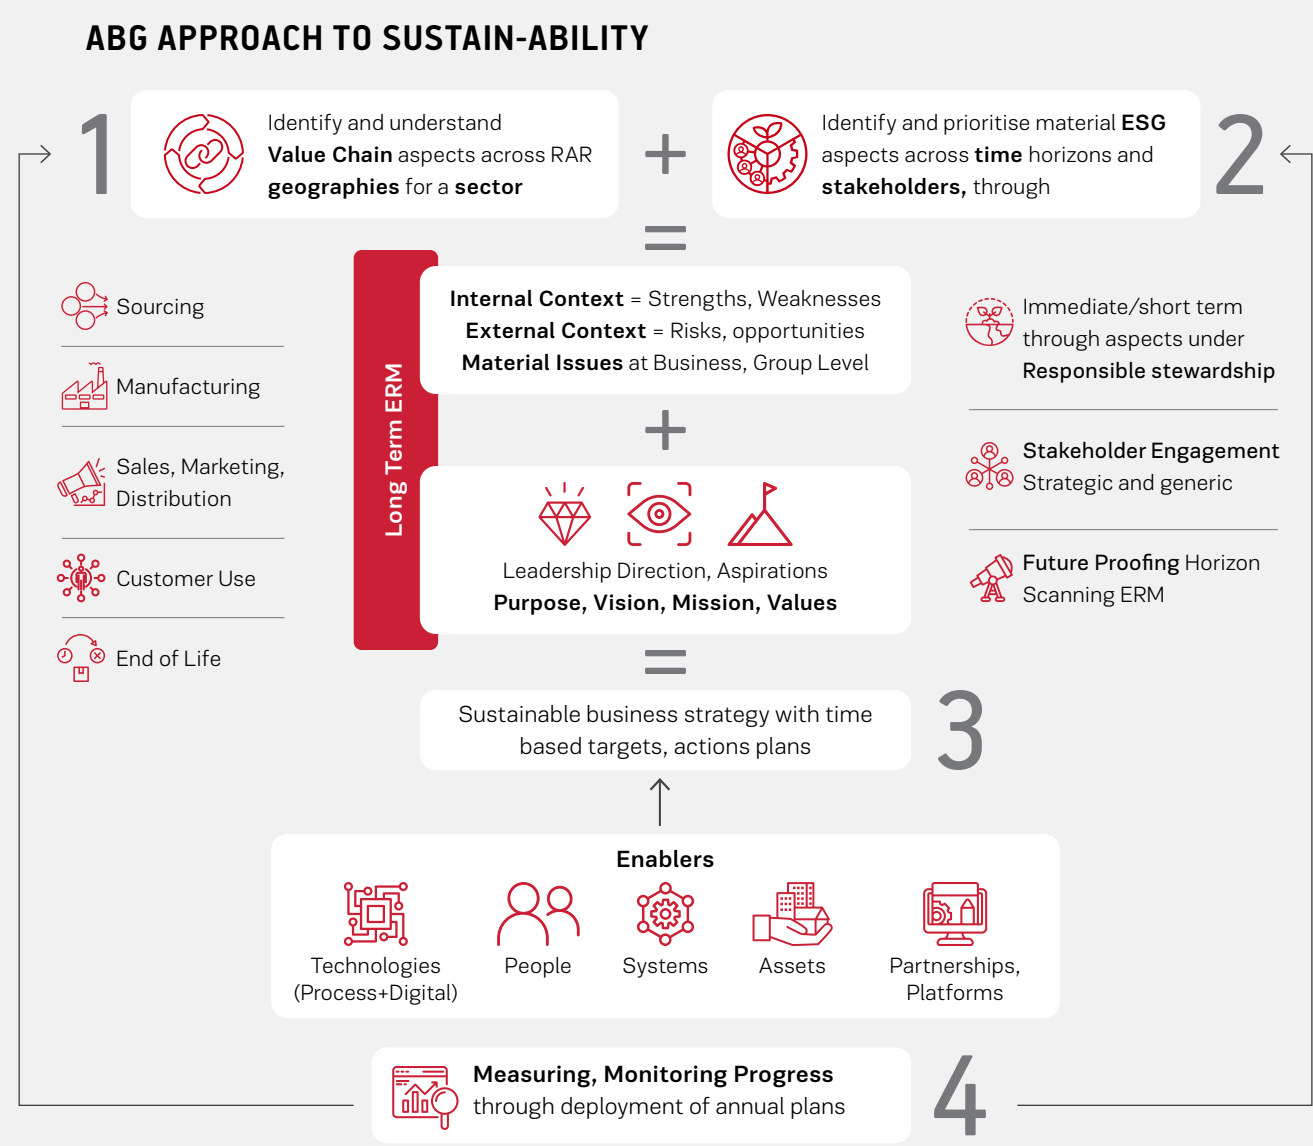 ABG APPROACH TO SUSTAIN-ABILITY
1
Identify and understand
Value Chain aspects across RAR
geographies for a sector
+
Identify and prioritise material ESG
aspects across time horizons and
stakeholders, through
2
=
Sourcing
Manufacturing
Sales, Marketing,
Distribution
Customer Use
End of Life
Long Term ERM
Internal Context = Strengths, Weaknesses
External Context = Risks, opportunities
Material Issues at Business, Group Level
+
Leadership Direction, Aspirations
Purpose, Vision, Mission, Values
Immediate/short term
through aspects under
Responsible stewardship
Stakeholder Engagement
Strategic and generic
Future Proofing Horizon
Scanning ERM
=
Sustainable business strategy with time
based targets, actions plans
3
Enablers
Technologies
(Process+Digital)
People
Systems
Assets
Partnerships,
Platforms
Measuring, Monitoring Progress
through deployment of annual plans
4